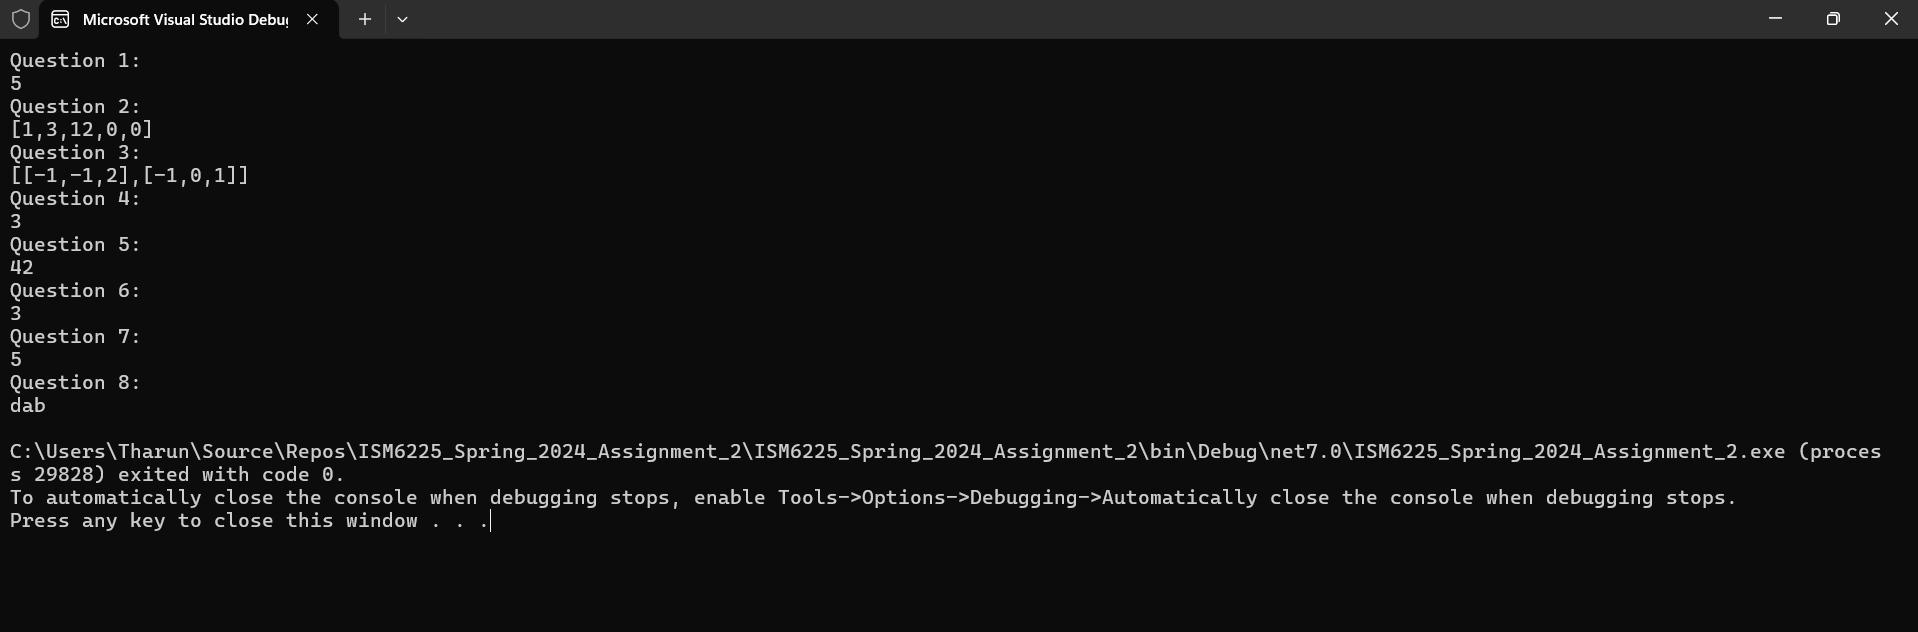 Microsoft Visual Studio Debug
Question 1:
5
Question 2:
[1,3,12,0,0]
Question 3:
[[-1,-1,2],[-1,0,1]]
Question 4:
3
Question 5:
42
Question 6:
3
Question 7:
5
Question 8:
dab
C:\Users\Tharun\Source\Repos\ISM6225_Spring_2024_Assignment_2\ISM6225_Spring_2024_Assignment_2\bin\Debug\net7.0\ISM6225_Spring_2024_Assignment_2.exe (proces
s 29828) exited with code 0.
To automatically close the console when debugging stops, enable Tools->Options->Debugging->Automatically close the console when debugging stops.
Press any key to close this window . . .